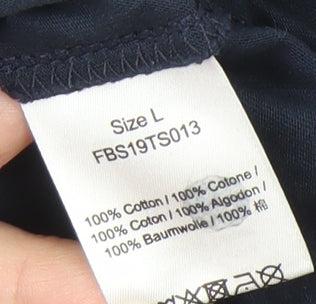 Size L
FBS19TS013
100% Cotton / 100% Cotone /
100% Coton / 100% Algodon /
100% Baumwolle / 100% 棉